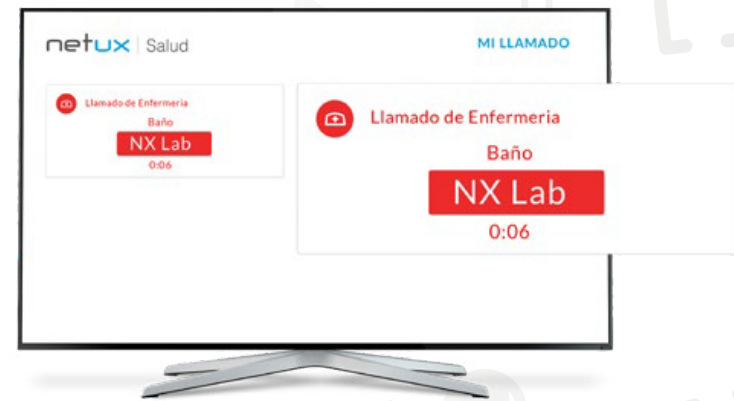 netux | Salud
MI LLAMADO
Llamado de Enfermeria
Baño
NX Lab
0:06
Llamado de Enfermeria
Baño
NX Lab
0:06